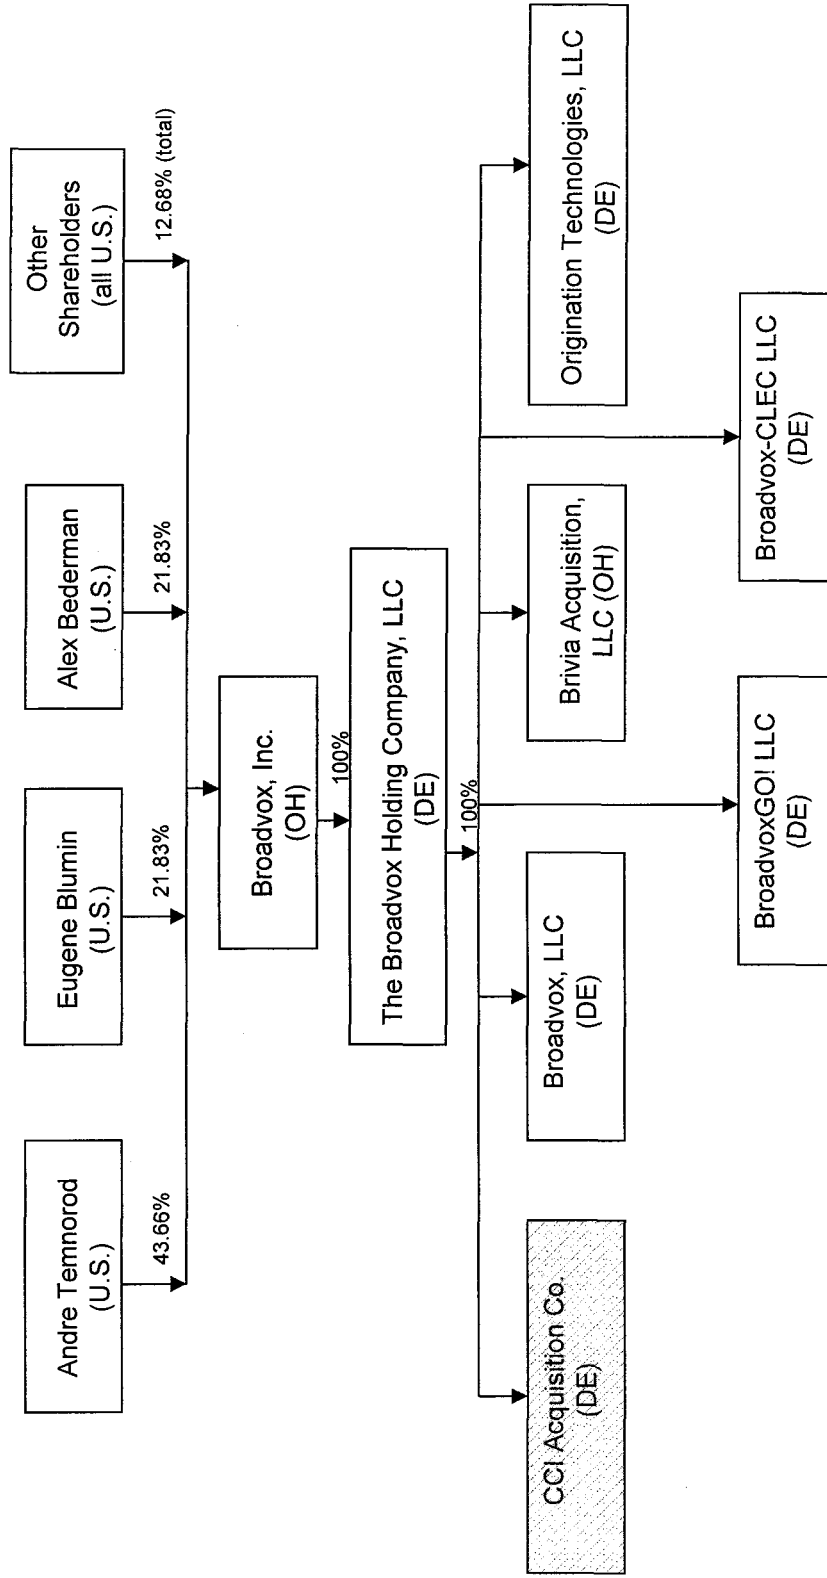 Andre Temnorod
(U.S.)
Eugene Blumin
(U.S.)
Alex Bederman
(U.S.)
Other
Shareholders
(all U.S.)
43.66%
21.83%
21.83%
12.68% (total)
Broadvox, Inc.
(OH)
100%
The Broadvox Holding Company, LLC
(DE)
100%
CCI Acquisition Co.
(DE)
Broadvox, LLC
(DE)
Brivia Acquisition,
LLC (OH)
Origination Technologies, LLC
(DE)
BroadvoxGO! LLC
(DE)
Broadvox-CLEC LLC
(DE)